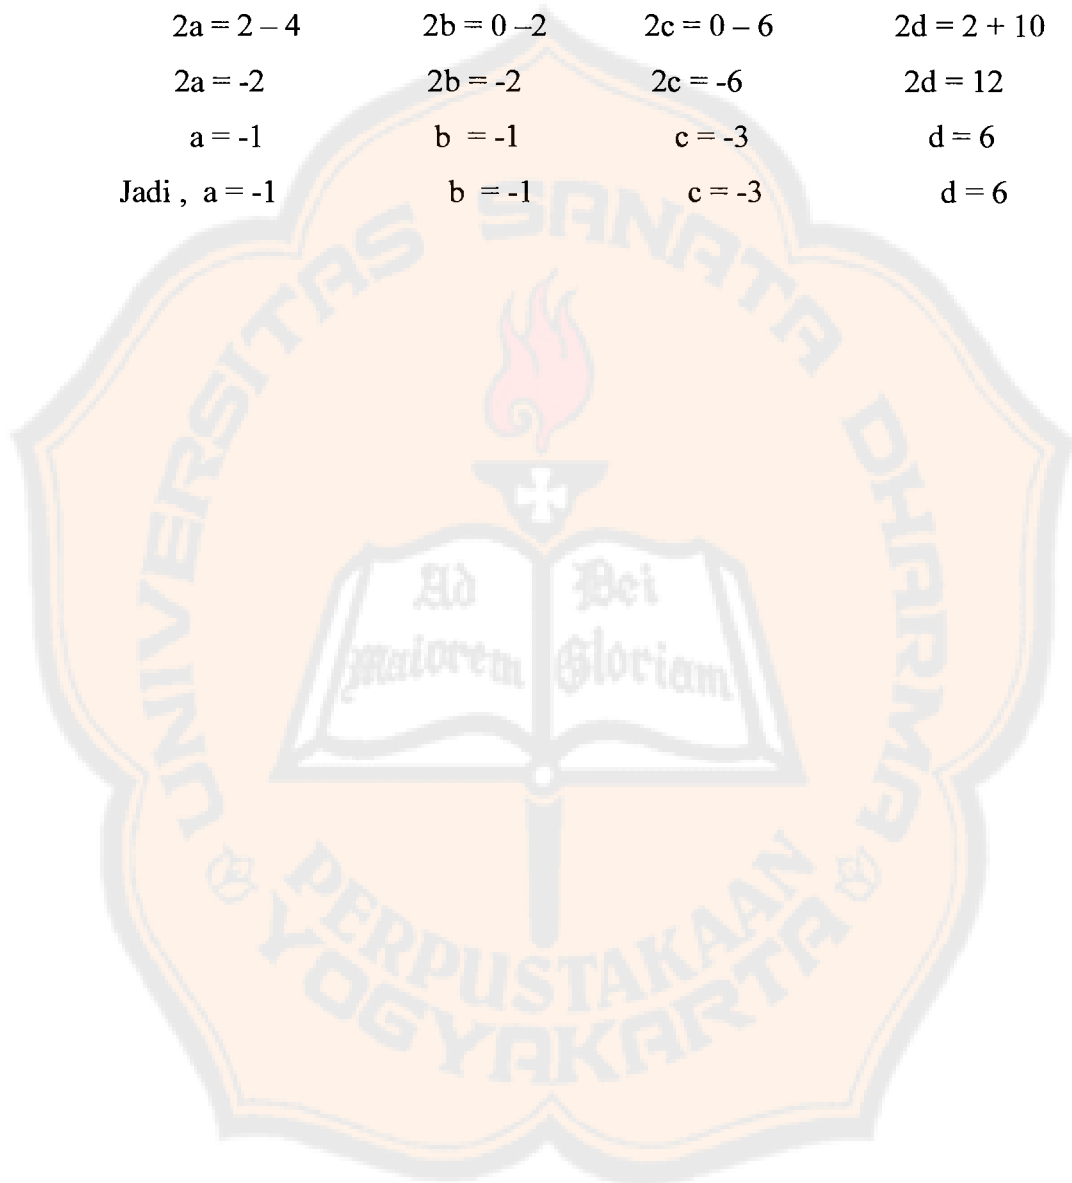 2a = 2 – 4 2b = 0 –2 2c = 0 – 6 2d = 2 + 10
2a = -2 2b = -2 2c = -6 2d = 12
a = -1 b = -1 c = -3 d = 6
Jadi , a = -1 b = -1 c = -3 d = 6
UNIVERSITAS SANATA DHARMA
Ad Dei
maiorem Gloriam
PERPUSTAKAAN
YOGYAKARTA